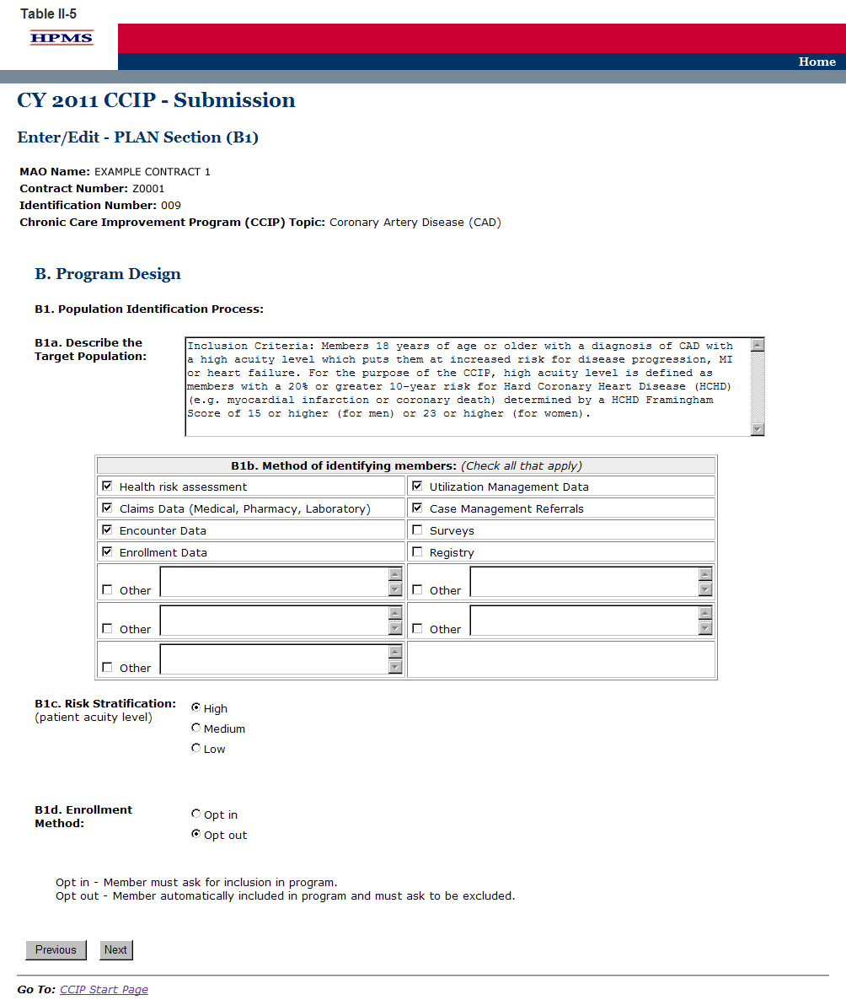 Table II-5
HPMS
Home
CY 2011 CCIP - Submission
Enter/Edit - PLAN Section (B1)
MAO Name: EXAMPLE CONTRACT 1
Contract Number: Z0001
Identification Number: 009
Chronic Care Improvement Program (CCIP) Topic: Coronary Artery Disease (CAD)
B. Program Design
B1. Population Identification Process:
B1a. Describe the
Target Population:
Inclusion Criteria: Members 18 years of age or older with a diagnosis of CAD with
a high acuity level which puts them at increased risk for disease progression, MI
or heart failure. For the purpose of the CCIP, high acuity level is defined as
members with a 20% or greater 10-year risk for Hard Coronary Heart Disease (HCHD)
(e.g. myocardial infarction or coronary death) determined by a HCHD Framingham
Score of 15 or higher (for men) or 23 or higher (for women).
B1b. Method of identifying members: (Check all that apply)
Health risk assessment
Utilization Management Data
Claims Data (Medical, Pharmacy, Laboratory)
Case Management Referrals
Encounter Data
Surveys
Enrollment Data
Registry
Other
Other
Other
Other
Other
B1c. Risk Stratification:
(patient acuity level)
High
Medium
Low
B1d. Enrollment
Method:
Opt in
Opt out
Opt in - Member must ask for inclusion in program.
Opt out - Member automatically included in program and must ask to be excluded.
Previous
Next
Go To: CCIP Start Page